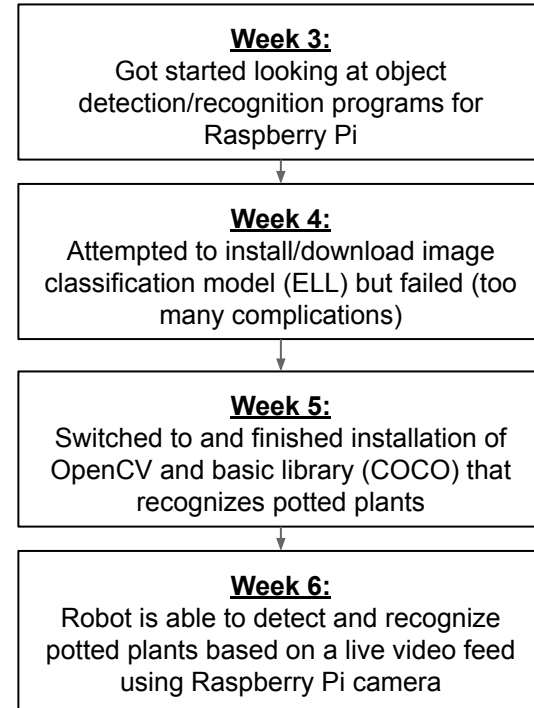 Week 3:
Got started looking at object
detection/recognition programs for
Raspberry Pi
Week 4:
Attempted to install/download image
classification model (ELL) but failed (too
many complications)
Week 5:
Switched to and finished installation of
OpenCV and basic library (COCO) that
recognizes potted plants
Week 6:
Robot is able to detect and recognize
potted plants based on a live video feed
using Raspberry Pi camera